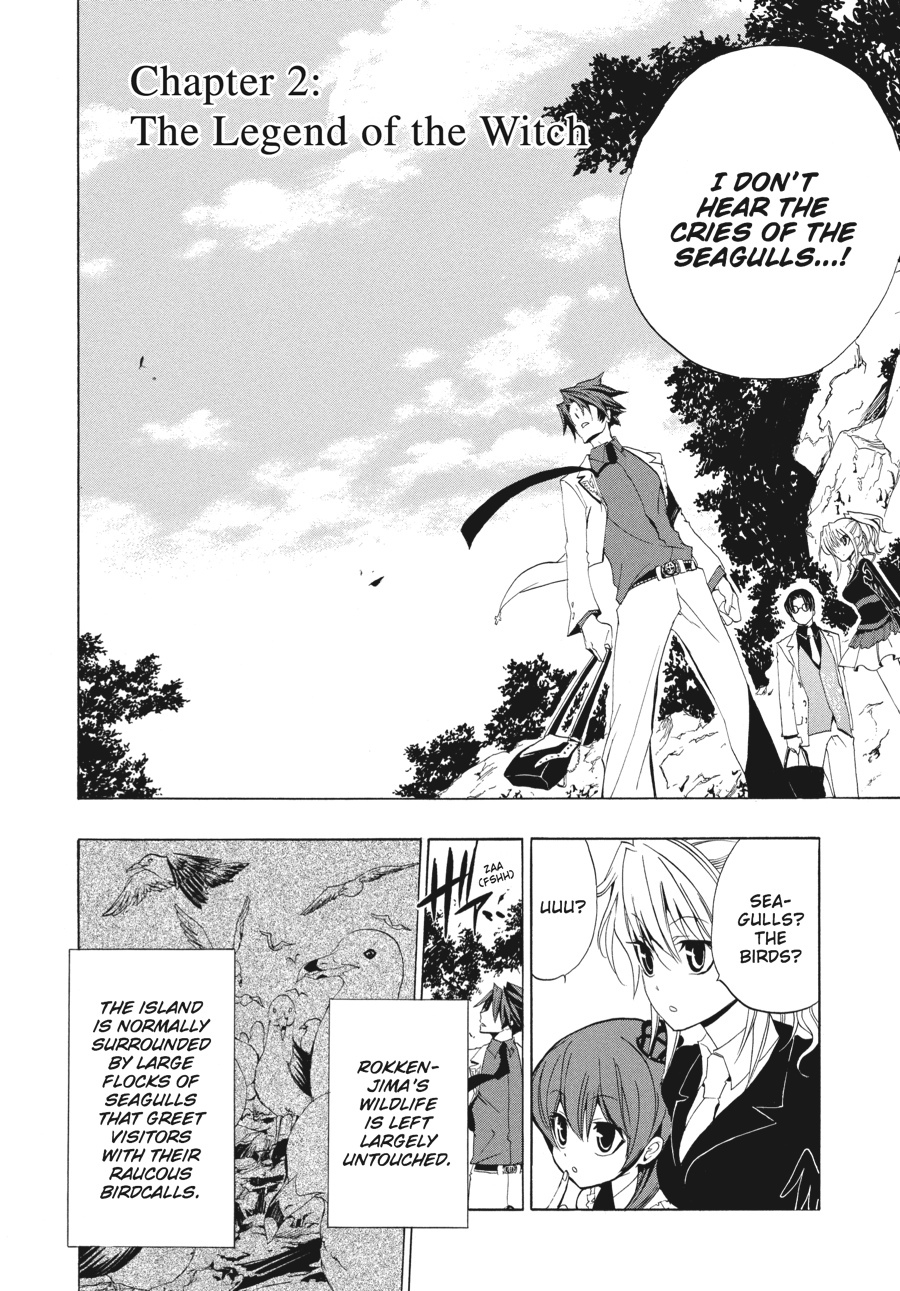 Chapter 2:
The Legend of the Witch
I DON'T
HEAR THE
CRIES OF THE
SEAGULLS...!
SEA-
GULLS?
THE
BIRDS?
UUU?
ZAA
(FSHH)
ROKKEN-
JIMA'S
WILDLIFE
IS LEFT
LARGELY
UNTOUCHED.
THE ISLAND
IS NORMALLY
SURROUNDED
BY LARGE
FLOCKS OF
SEAGULLS
THAT GREET
VISITORS
WITH THEIR
RAUCOUS
BIRDCALLS.